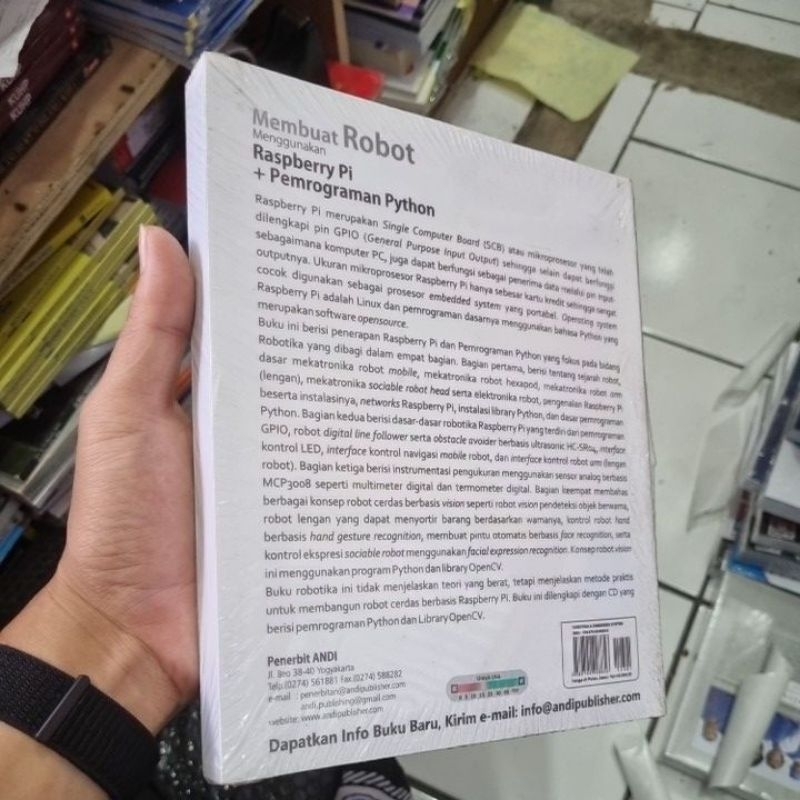 Membuat Robot
Menggunakan
Raspberry Pi
+ Pemrograman Python
Raspberry Pi merupakan Single Computer Board (SCB) atau mikroprosesor yang telah
dilengkapi pin GPIO (General Purpose Input Output) sehingga selain dapat berfungsi
sebagaimana komputer PC, juga dapat berfungsi sebagai penerima data melalui pin input-
outputnya. Ukuran mikroprosesor Raspberry Pi hanya sebesar kartu kredit sehingga sangat
cocok digunakan sebagai prosesor embedded system yang portabel. Operating system
Raspberry Pi adalah Linux dan pemrograman dasarnya menggunakan bahasa Python yang
merupakan software opensource.
Buku ini berisi penerapan Raspberry Pi dan Pemrograman Python yang fokus pada bidang
Robotika yang dibagi dalam empat bagian. Bagian pertama, berisi tentang sejarah robot,
dasar mekatronika robot mobile, mekatronika robot hexapod, mekatronika robot arm
(lengan), mekatronika sociable robot head serta elektronika robot, pengenalan Raspberry Pi
beserta instalasinya, networks Raspberry Pi, instalasi library Python, dan dasar pemrograman
Python. Bagian kedua berisi dasar-dasar robotika Raspberry Pi yang terdiri dari pemrograman
GPIO, robot digital line follower serta obstacle avoider berbasis ultrasonic HC-SR04, interface
kontrol LED, interface kontrol navigasi mobile robot, dan interface kontrol robot arm (lengan
robot). Bagian ketiga berisi instrumentasi pengukuran menggunakan sensor analog berbasis
MCP3008 seperti multimeter digital dan termometer digital. Bagian keempat membahas
berbagai konsep robot cerdas berbasis vision seperti robot vision pendeteksi objek berwarna,
robot lengan yang dapat menyortir barang berdasarkan warnanya, kontrol robot hand
berbasis hand gesture recognition, membuat pintu otomatis berbasis face recognition, serta
kontrol ekspresi sociable robot menggunakan facial expression recognition. Konsep robot vision
ini menggunakan program Python dan library OpenCV.
Buku robotika ini tidak menjelaskan teori yang berat, tetapi menjelaskan metode praktis
untuk membangun robot cerdas berbasis Raspberry Pi. Buku ini dilengkapi dengan CD yang
berisi pemrograman Python dan Library OpenCV.
Penerbit ANDI
Jl. Beo 38-40 Yogyakarta
Telp.(0274) 561881 Fax.(0274) 588282
e-mail : penerbitan@andipublisher.com
andi.publishing@gmail.com
website: www.andipublisher.com
Dapatkan Info Buku Baru, Kirim e-mail: info@andipublisher.com
KUHP
KUHP